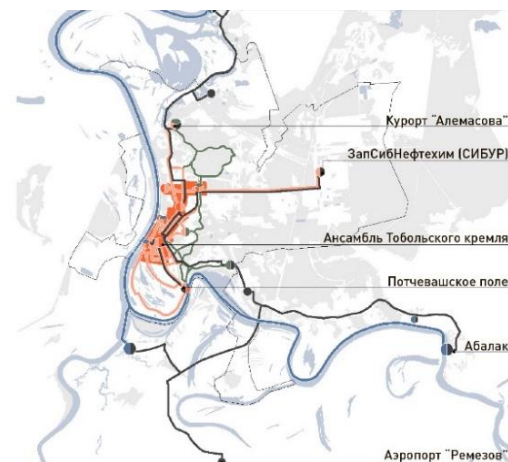 Курорт "Алемасова"
ЗапСибНефтехим (СИБУР)
Ансамбль Тобольского кремля
Потчевашское поле
Абалак
Аэропорт "Ремезов"